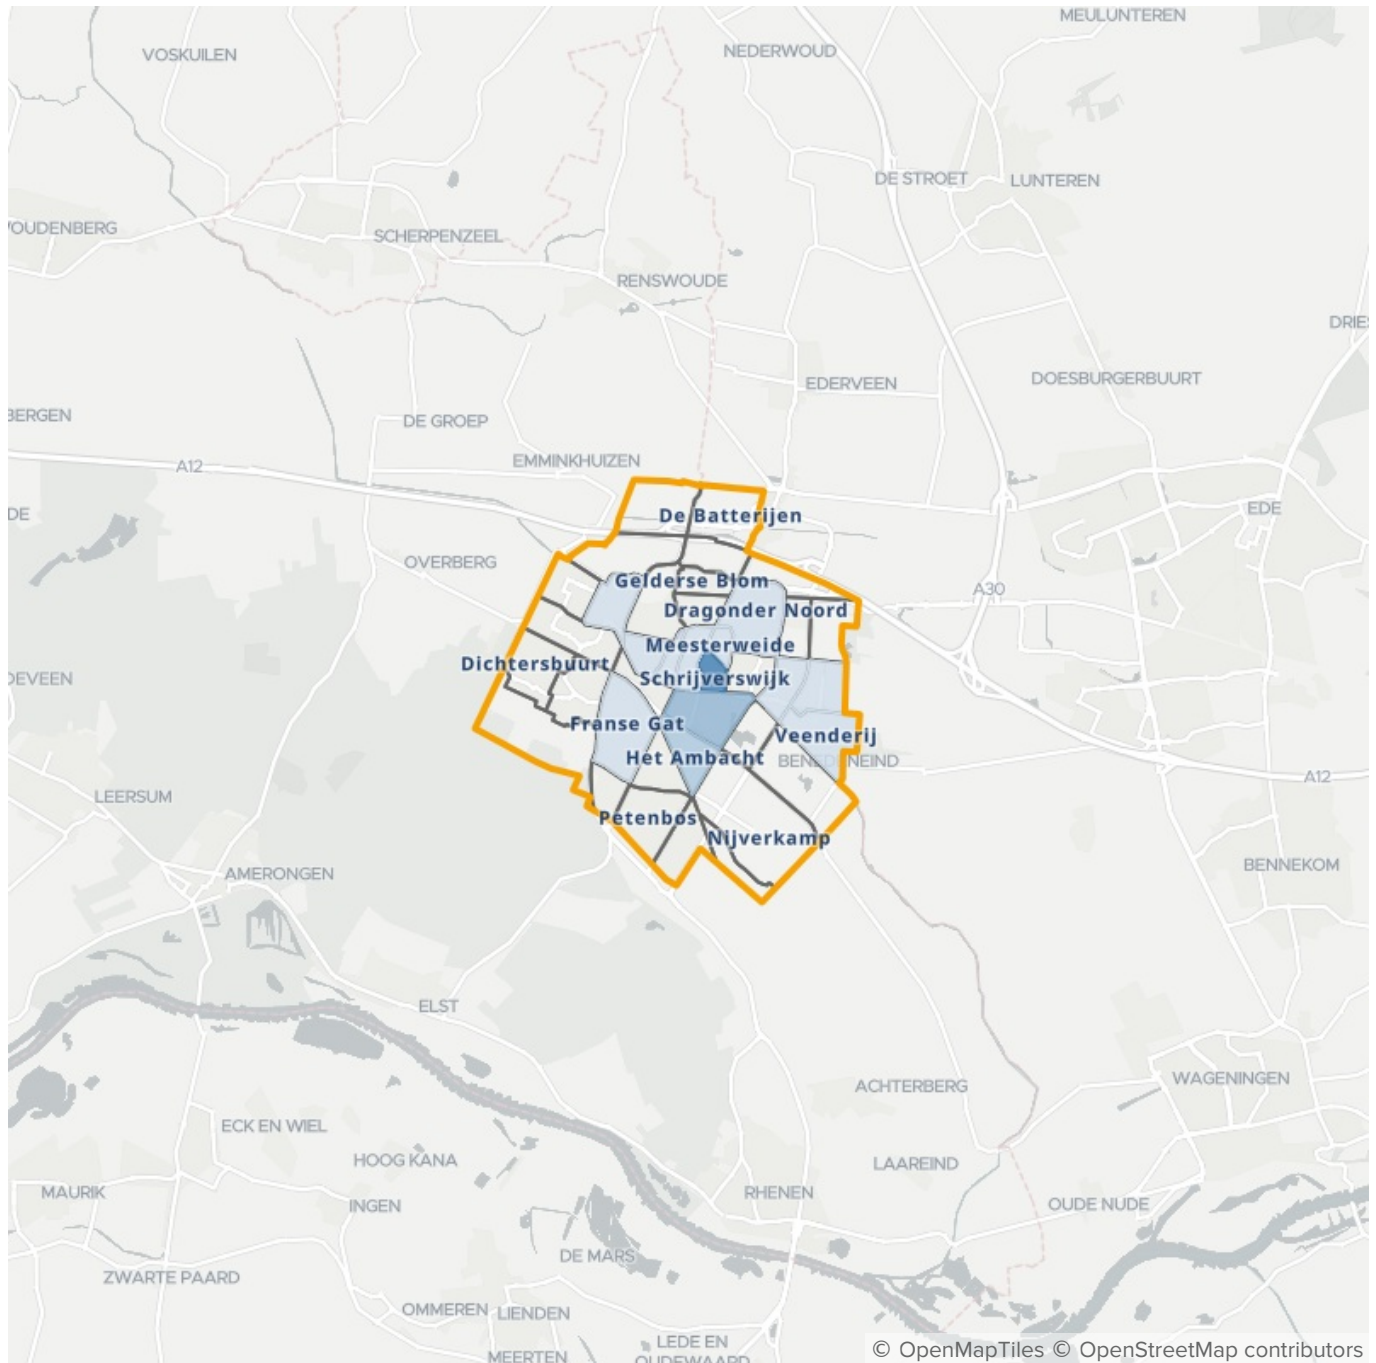 MEULUNTEREN
VOSKUILEN
NEDERWOUD
DE STROET
LUNTEREN
OUDENBERG
SCHERPENZEEL
RENSWOUDE
DRIES
EDERVEEN
DOESBURGERBUURT
BERGEN
DE GROEP
A12
EMMINKHUIZEN
DE
De Batterijen
EDE
OVERBERG
Gelderse Blom
A30
Dragonder Noord
Meesterweide
Dichtersbuurt
DEVEEN
Schrijverswijk
Franse Gat
Veenderij
Het Ambacht
BENEDENEIND
A12
LEERSUM
Petenbos
Nijverkamp
AMERONGEN
BENNEKOM
ELST
ACHTERBERG
WAGENINGEN
ECK EN WIEL
HOOG KANA
LAAREIND
MAURIK
RHENEN
INGEN
OUDE NUDE
DE MARS
ZWARTE PAARD
OMMEREN
LIENDEN
LEDE EN
OUDEWAARD
MEERTEN
© OpenMapTiles © OpenStreetMap contributors